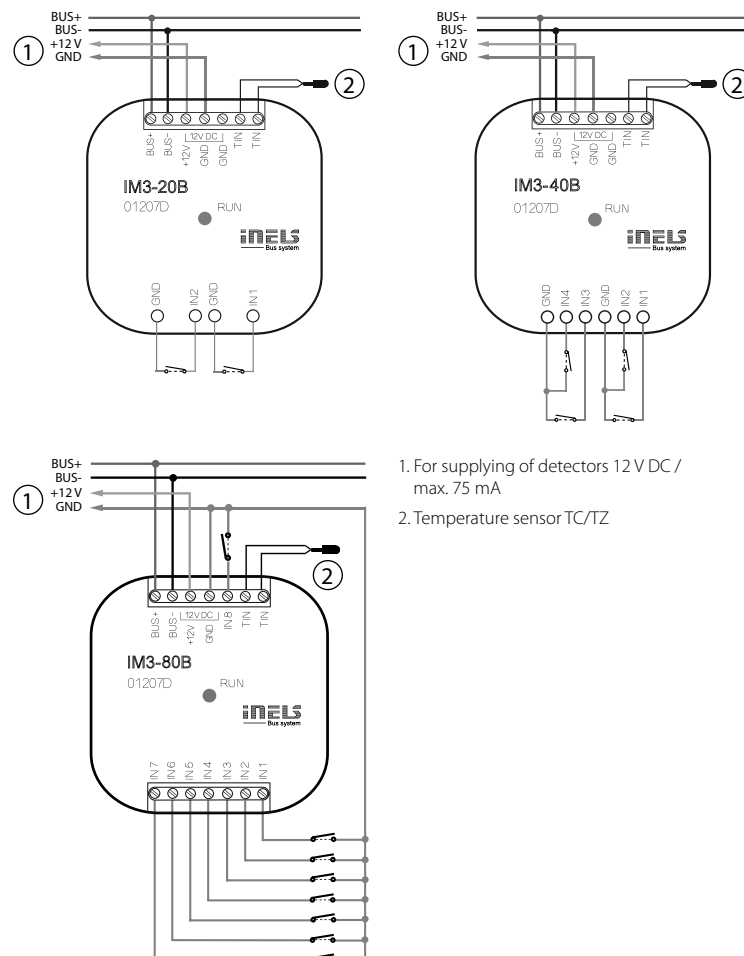 BUS+
BUS-
+12 V
GND
1
2
BUS+
BUS-
+12V
12V DC
GND
GND
TIN
TIN
IM3-20B
01207D
RUN
iNELS
Bus system
GND
IN2
GND
IN1
BUS+
BUS-
+12 V
GND
1
2
BUS+
BUS-
+12V
12V DC
GND
GND
TIN
TIN
IM3-40B
01207D
RUN
iNELS
Bus system
GND
IN4
IN3
GND
IN2
IN1
BUS+
BUS-
+12 V
GND
1
2
BUS+
BUS-
+12V
12V DC
GND
IN8
TIN
TIN
IM3-80B
01207D
RUN
iNELS
Bus system
IN7
IN6
IN5
IN4
IN3
IN2
IN1
1. For supplying of detectors 12 V DC /
max. 75 mA
2. Temperature sensor TC/TZ